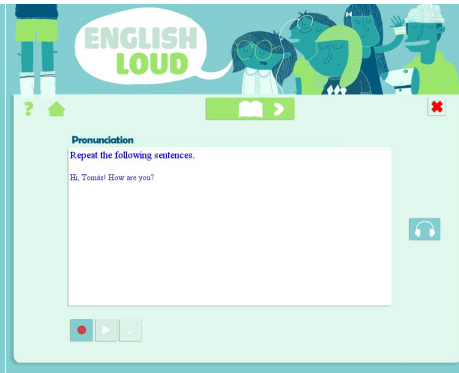 ENGLISH
LOUD
?
Pronunciation
Repeat the following sentences.
Hi, Tomás! How are you?